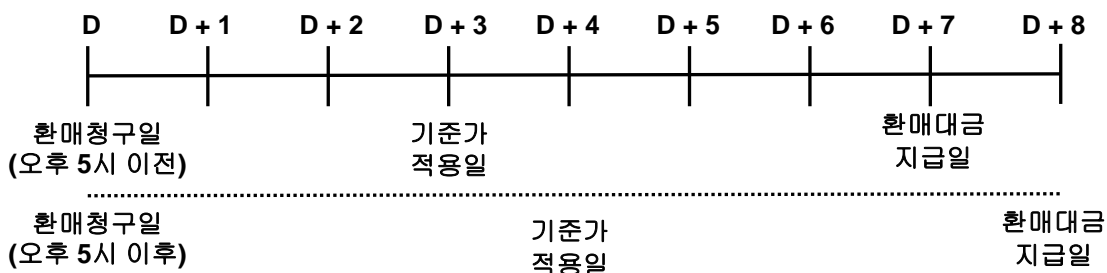 D D + 1 D + 2 D + 3 D + 4 D + 5 D + 6 D + 7 D + 8
환매청구일
(오후 5시 이전)
기준가
적용일
환매대금
지급일
환매청구일
(오후 5시 이후)
기준가
적용일
환매대금
지급일